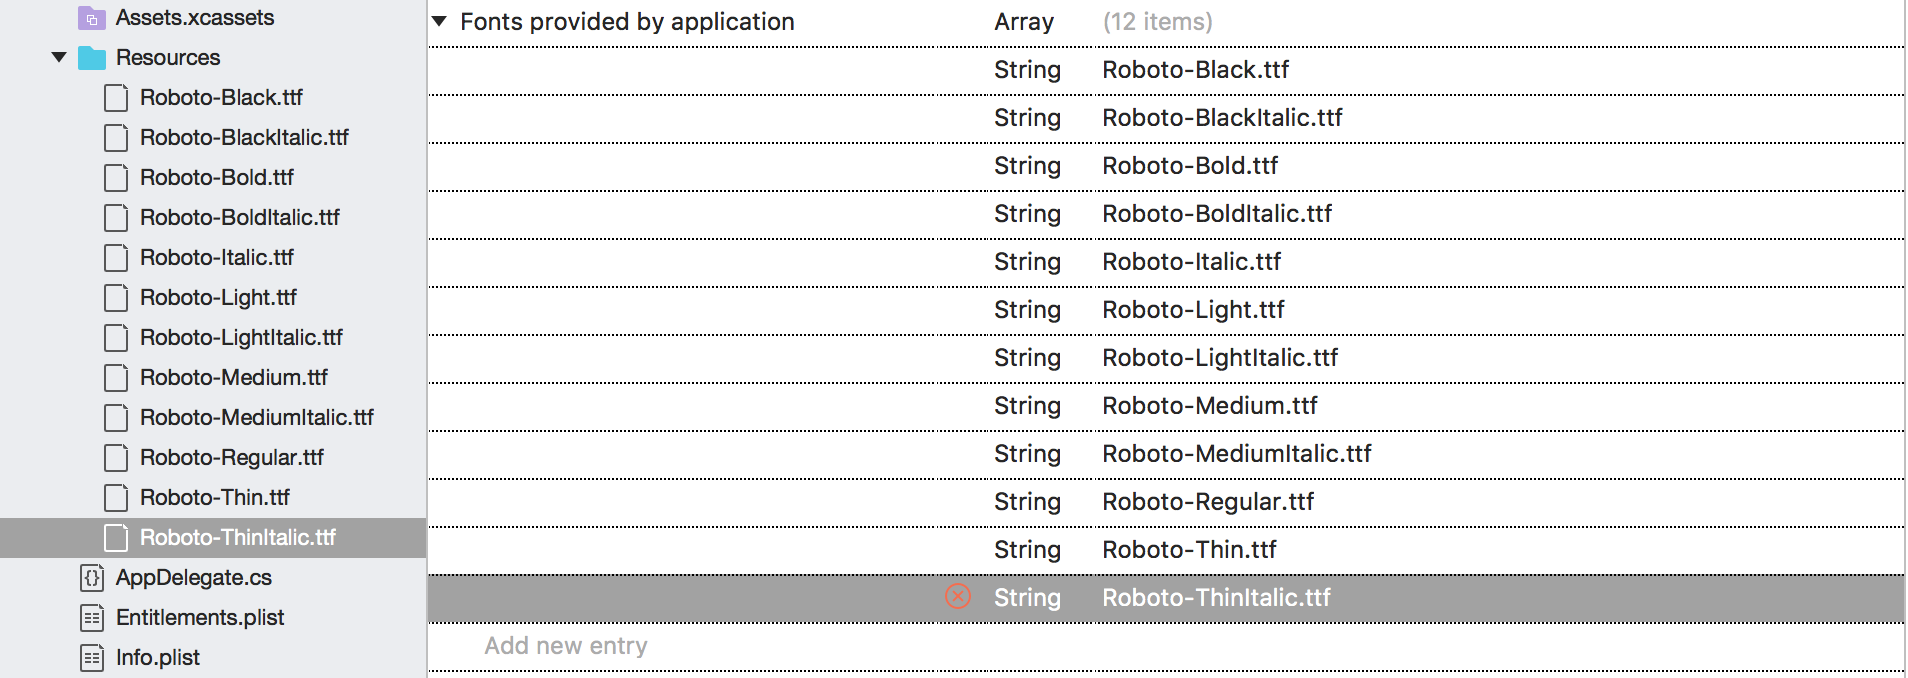 Assets.xcassets
Resources
Roboto-Black.ttf
Roboto-BlackItalic.ttf
Roboto-Bold.ttf
Roboto-BoldItalic.ttf
Roboto-Italic.ttf
Roboto-Light.ttf
Roboto-LightItalic.ttf
Roboto-Medium.ttf
Roboto-MediumItalic.ttf
Roboto-Regular.ttf
Roboto-Thin.ttf
Roboto-ThinItalic.ttf
AppDelegate.cs
Entitlements.plist
Info.plist
Fonts provided by application Array (12 items)
String Roboto-Black.ttf
String Roboto-BlackItalic.ttf
String Roboto-Bold.ttf
String Roboto-BoldItalic.ttf
String Roboto-Italic.ttf
String Roboto-Light.ttf
String Roboto-LightItalic.ttf
String Roboto-Medium.ttf
String Roboto-MediumItalic.ttf
String Roboto-Regular.ttf
String Roboto-Thin.ttf
String Roboto-ThinItalic.ttf
Add new entry